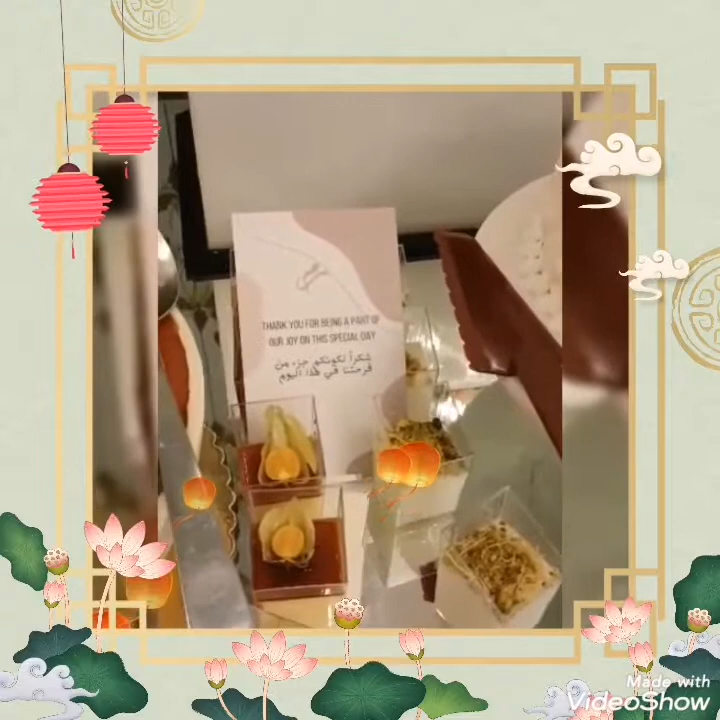 THANK YOU FOR BEING A PART OF
OUR JOY ON THIS SPECIAL DAY
شكراً لكونكم جزء من
فرحتنا في هذا اليوم
Made with
VideoShow